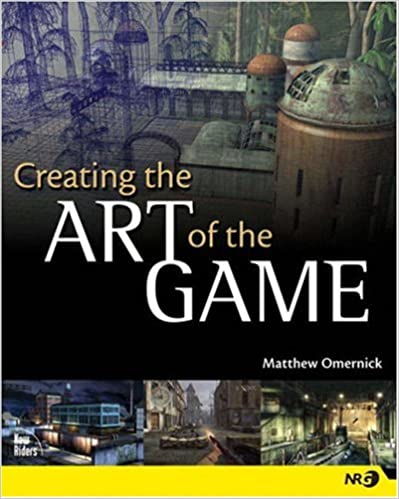 Creating the
ART of the
GAME
Matthew Omernick
New
Riders
NRG